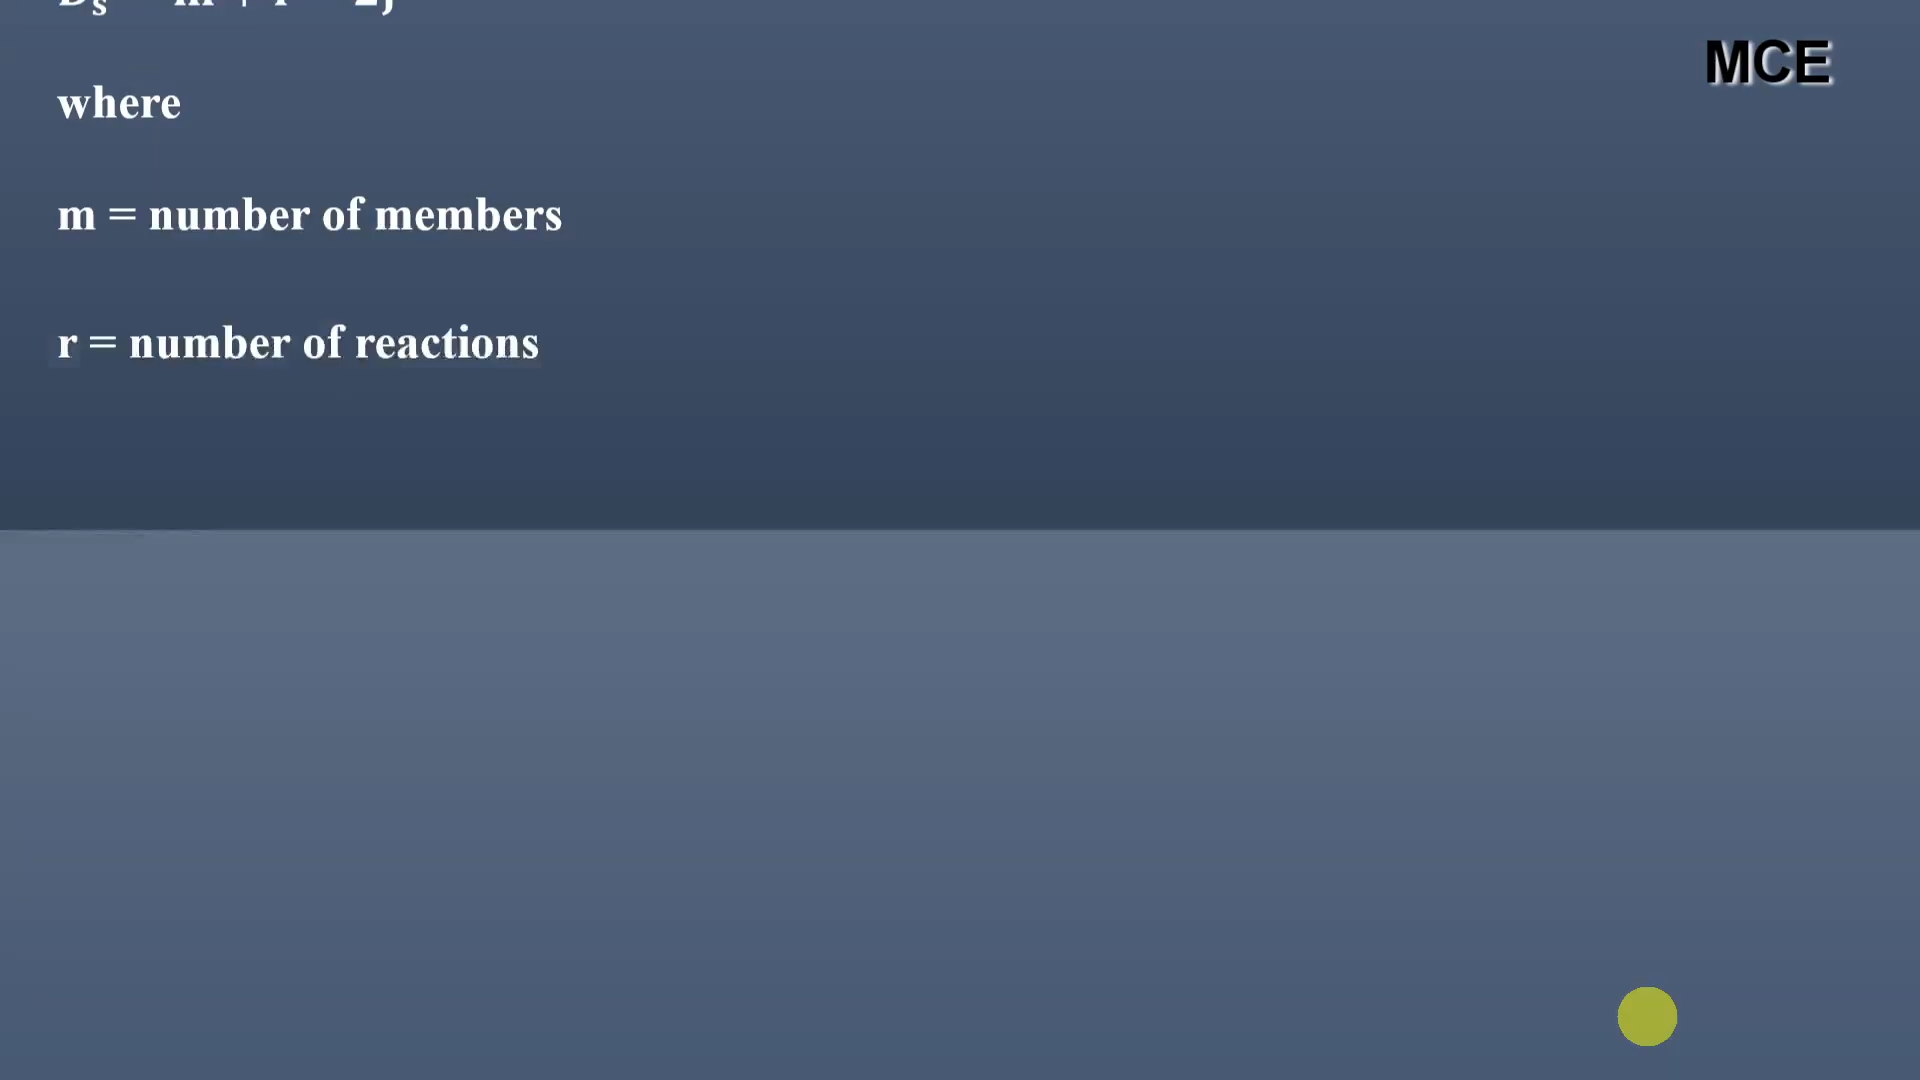 MCE
where
m = number of members
r = number of reactions